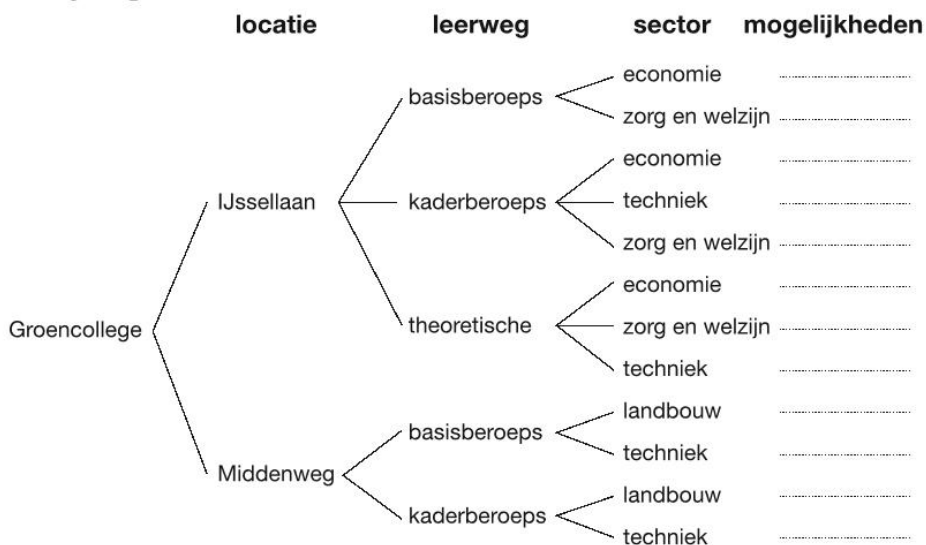 locatie leerweg sector mogelijkheden
economie
basisberoeps
zorg en welzijn
economie
IJssellaan kaderberoeps techniek
zorg en welzijn
economie
Groencollege theoretische zorg en welzijn
techniek
landbouw
basisberoeps
techniek
Middenweg
landbouw
kaderberoeps
techniek